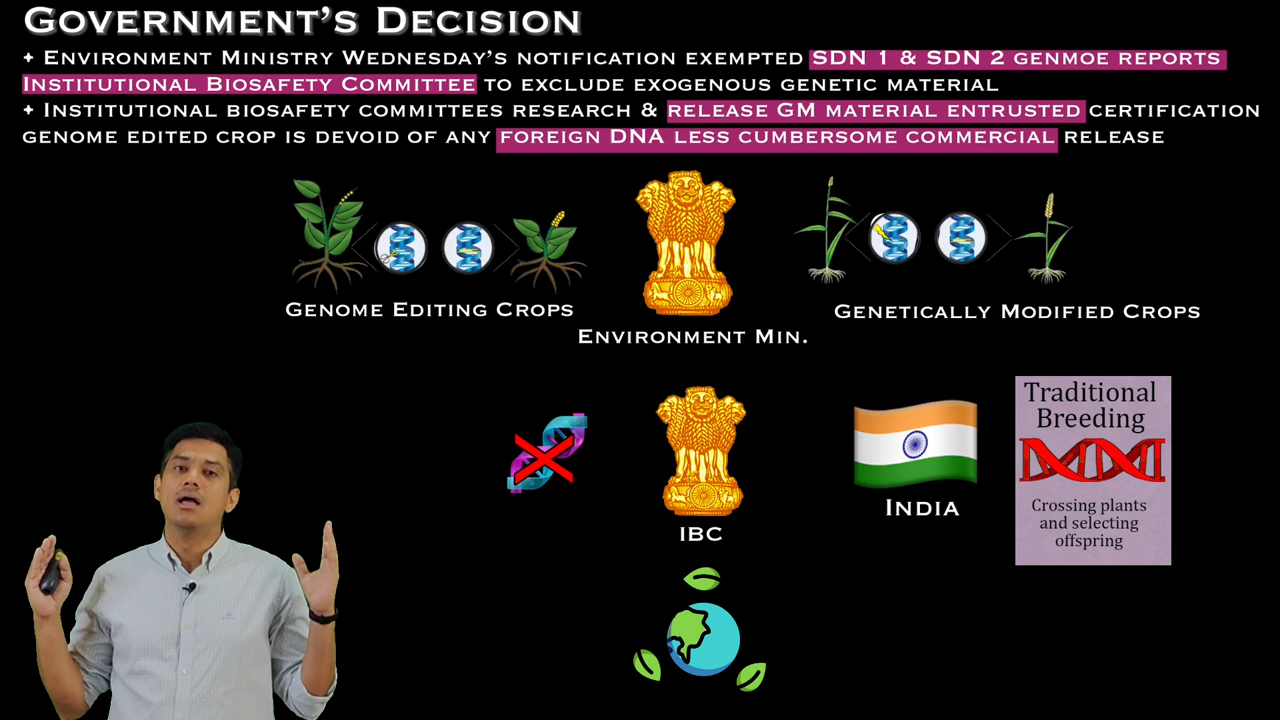 Government's Decision
+ Environment Ministry Wednesday's notification exempted SDN 1 & SDN 2 genmoe reports
Institutional Biosafety Committee to exclude exogenous genetic material
+ Institutional biosafety committees research & release GM material entrusted certification
genome edited crop is devoid of any foreign DNA less cumbersome commercial release
Genome Editing Crops
Environment Min.
Genetically Modified Crops
IBC
India
Traditional
Breeding
Crossing plants
and selecting
offspring